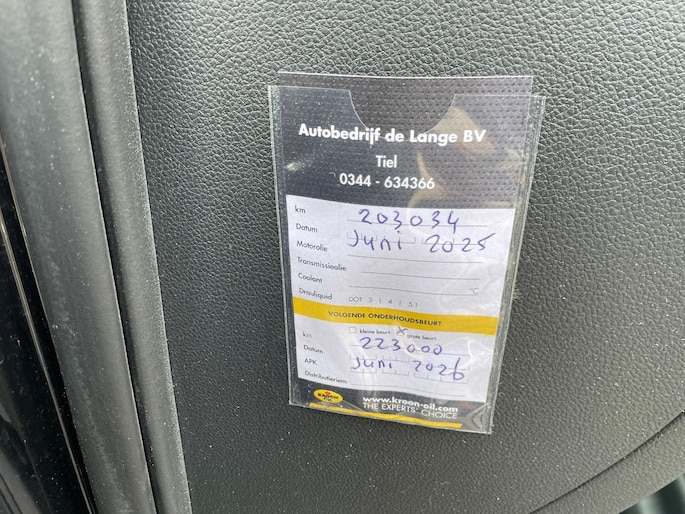 Autobedrijf de Lange BV
Tiel
0344 - 634366
km 203034
Datum Juni 2025
Motorolie
Transmissieolie
Coolant °C
Drauliquid DOT 3 | 4 | 5.1
VOLGENDE ONDERHOUDSBEURT
kleine beurt grote beurt
km 223000
Datum Juni 2026
APK
Distributieriem
Kroon Oil www.kroon-oil.com
THE EXPERTS' CHOICE